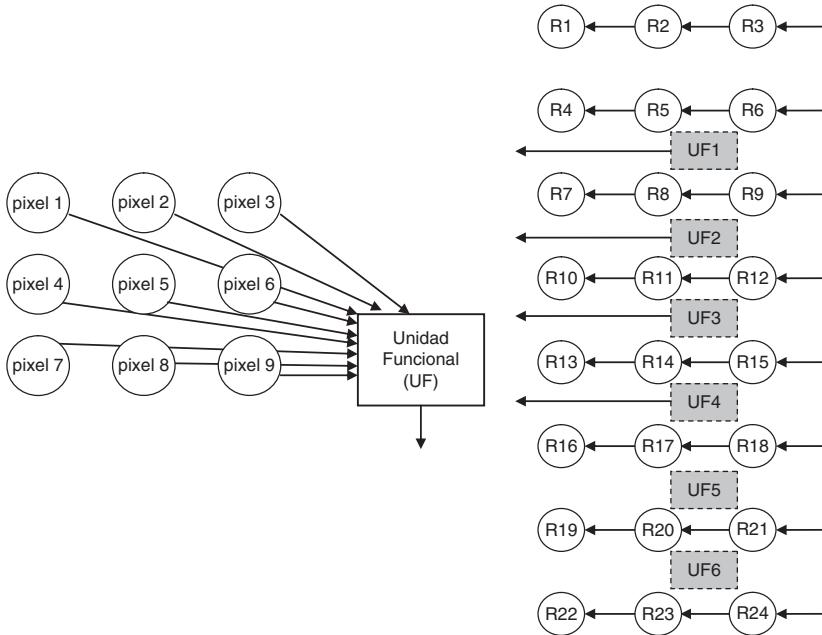 pixel 1 pixel 2 pixel 3
pixel 4 pixel 5 pixel 6
pixel 7 pixel 8 pixel 9
Unidad
Funcional
(UF)
R1 R2 R3
R4 R5 R6
UF1
R7 R8 R9
UF2
R10 R11 R12
UF3
R13 R14 R15
UF4
R16 R17 R18
UF5
R19 R20 R21
UF6
R22 R23 R24